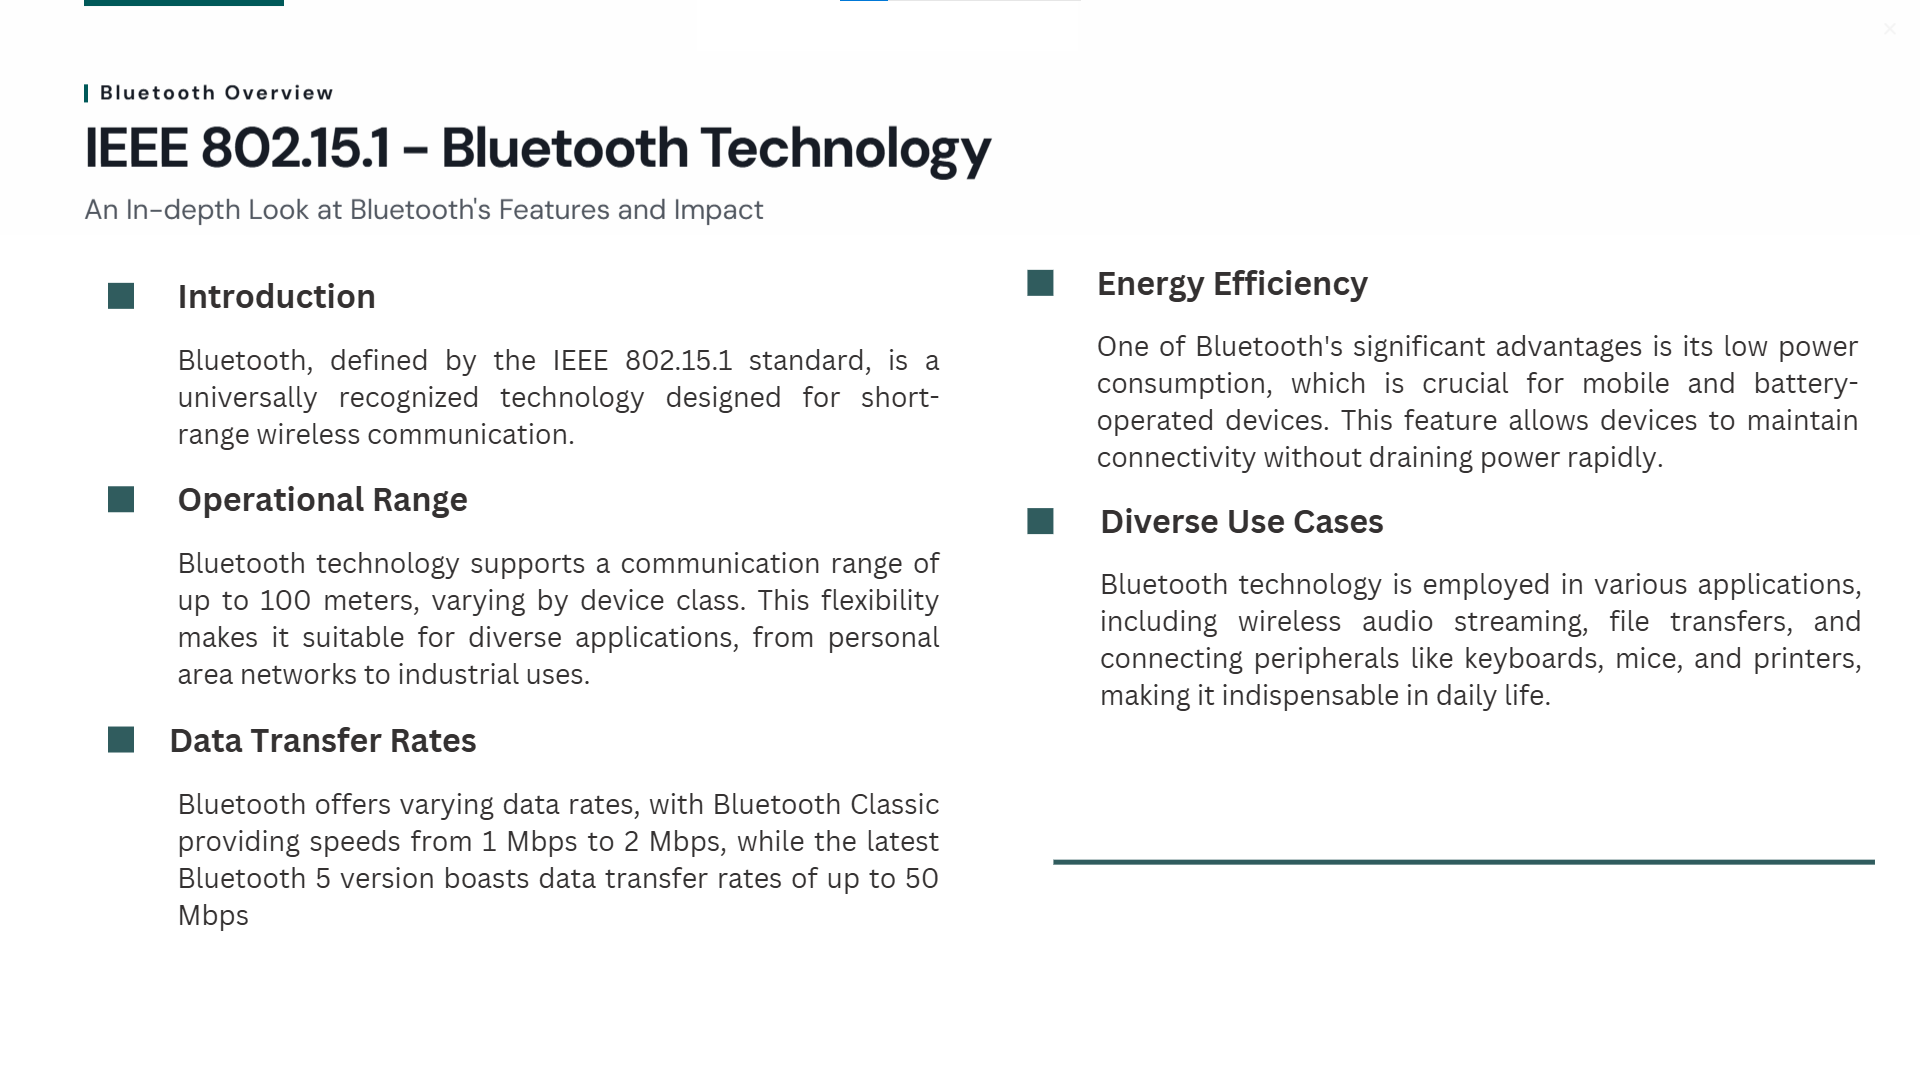 Bluetooth Overview
IEEE 802.15.1 – Bluetooth Technology
An In-depth Look at Bluetooth's Features and Impact
Introduction
Bluetooth, defined by the IEEE 802.15.1 standard, is a
universally recognized technology designed for short-
range wireless communication.
Operational Range
Bluetooth technology supports a communication range of
up to 100 meters, varying by device class. This flexibility
makes it suitable for diverse applications, from personal
area networks to industrial uses.
Data Transfer Rates
Bluetooth offers varying data rates, with Bluetooth Classic
providing speeds from 1 Mbps to 2 Mbps, while the latest
Bluetooth 5 version boasts data transfer rates of up to 50
Mbps
Energy Efficiency
One of Bluetooth's significant advantages is its low power
consumption, which is crucial for mobile and battery-
operated devices. This feature allows devices to maintain
connectivity without draining power rapidly.
Diverse Use Cases
Bluetooth technology is employed in various applications,
including wireless audio streaming, file transfers, and
connecting peripherals like keyboards, mice, and printers,
making it indispensable in daily life.